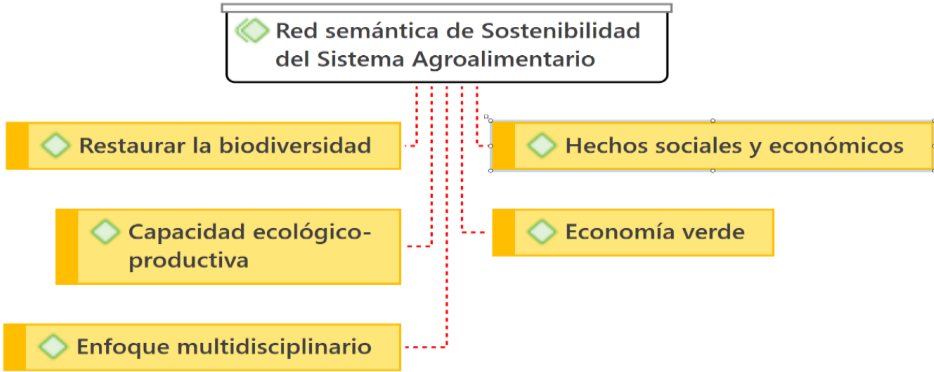 Red semántica de Sostenibilidad
del Sistema Agroalimentario
Restaurar la biodiversidad
Hechos sociales y económicos
Capacidad ecológico-
productiva
Economía verde
Enfoque multidisciplinario